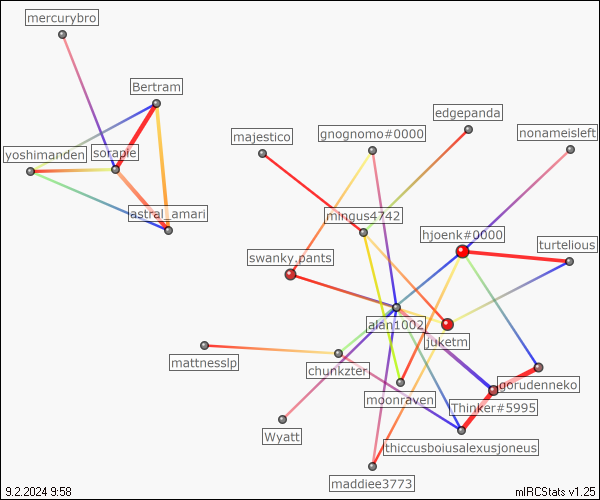 mercurybro
Bertram
edgepanda
majestico
gnognomo#0000
nonameisleft
yoshimanden
sorapie
astral_amari
mingus4742
hjoenk#0000
turtelious
swanky.pants
alan1002
juketm
mattnesslp
chunkzter
gorudenneko
moonraven
Thinker#5995
Wyatt
thiccusboiusalexusjoneus
maddiee3773
9.2.2024 9:58
mIRCStats v1.25